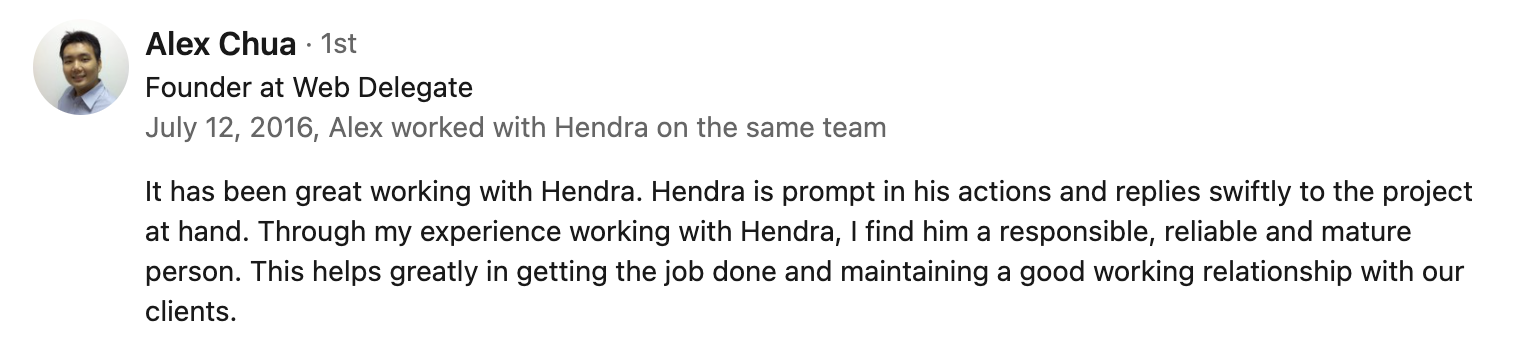 Alex Chua · 1st
Founder at Web Delegate
July 12, 2016, Alex worked with Hendra on the same team
It has been great working with Hendra. Hendra is prompt in his actions and replies swiftly to the project
at hand. Through my experience working with Hendra, I find him a responsible, reliable and mature
person. This helps greatly in getting the job done and maintaining a good working relationship with our
clients.